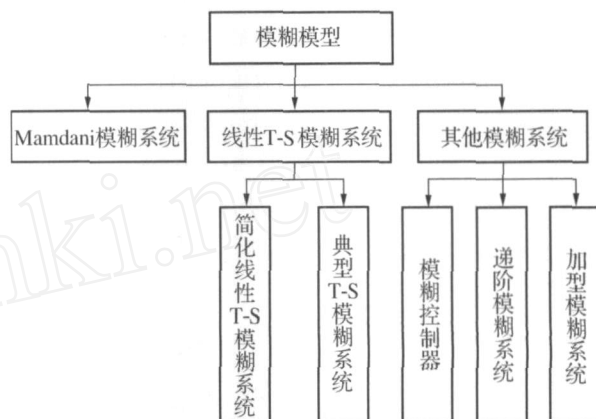 模糊模型
Mamdani模糊系统
线性T-S模糊系统
其他模糊系统
简化线性T-S模糊系统
典型T-S模糊系统
模糊控制器
递阶模糊系统
加型模糊系统
nki.net